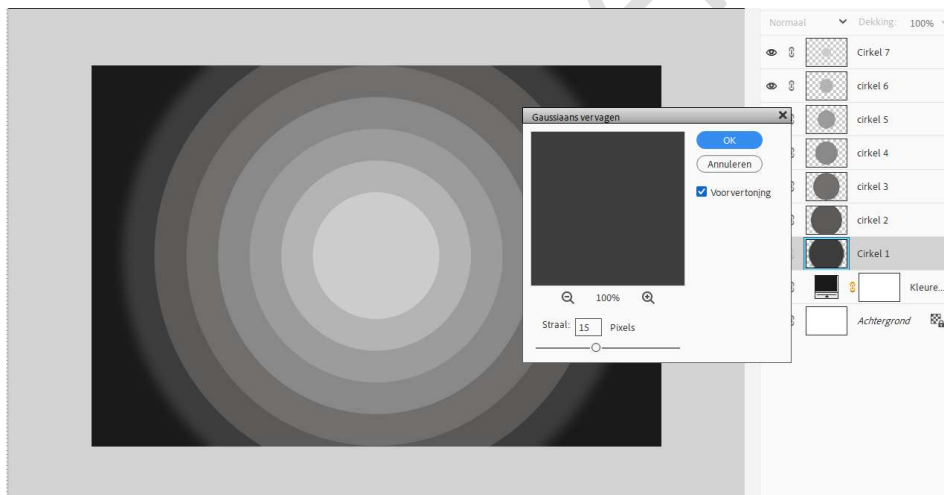 Normaal Dekking: 100%
Cirkel 7
cirkel 6
cirkel 5
cirkel 4
cirkel 3
cirkel 2
Cirkel 1
Kleure...
Achtergrond
Gaussiaans vervagen
OK
Annuleren
Voorvertoning
100%
Straal: 15 Pixels